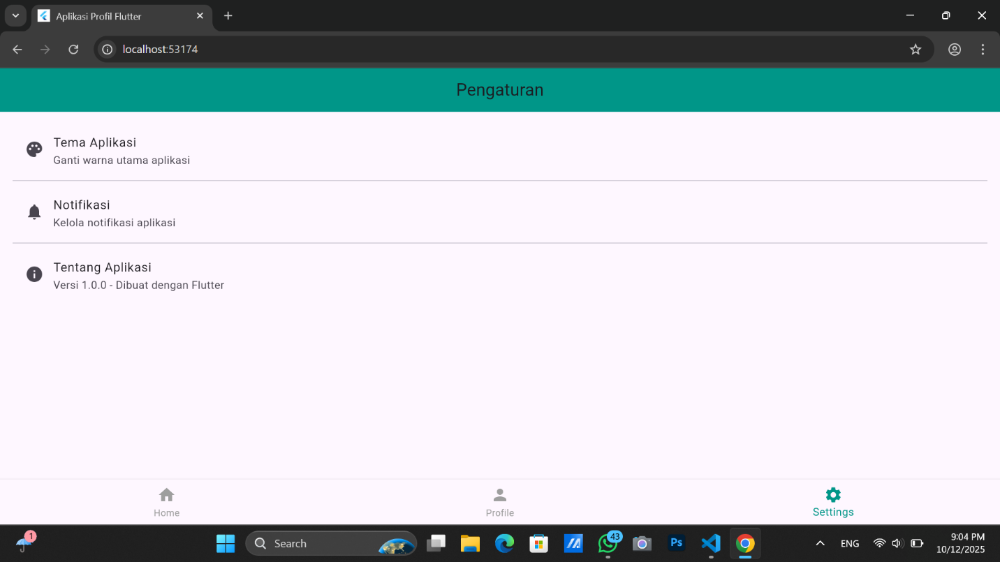 Aplikasi Profil Flutter
localhost:53174
Pengaturan
Tema Aplikasi
Ganti warna utama aplikasi
Notifikasi
Kelola notifikasi aplikasi
Tentang Aplikasi
Versi 1.0.0 - Dibuat dengan Flutter
Home
Profile
Settings
1
Search
43
Ps
ENG
9:04 PM
10/12/2025